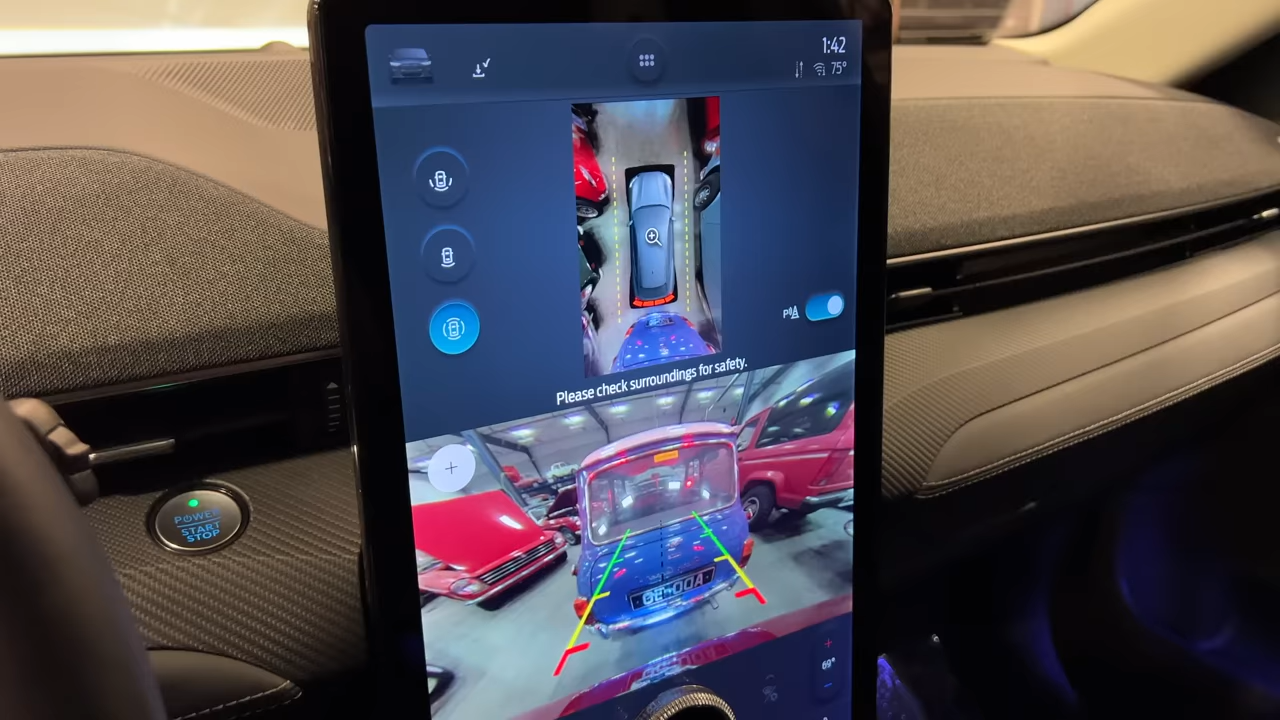 1:42
75°
Please check surroundings for safety.
POWER
START
STOP
69°